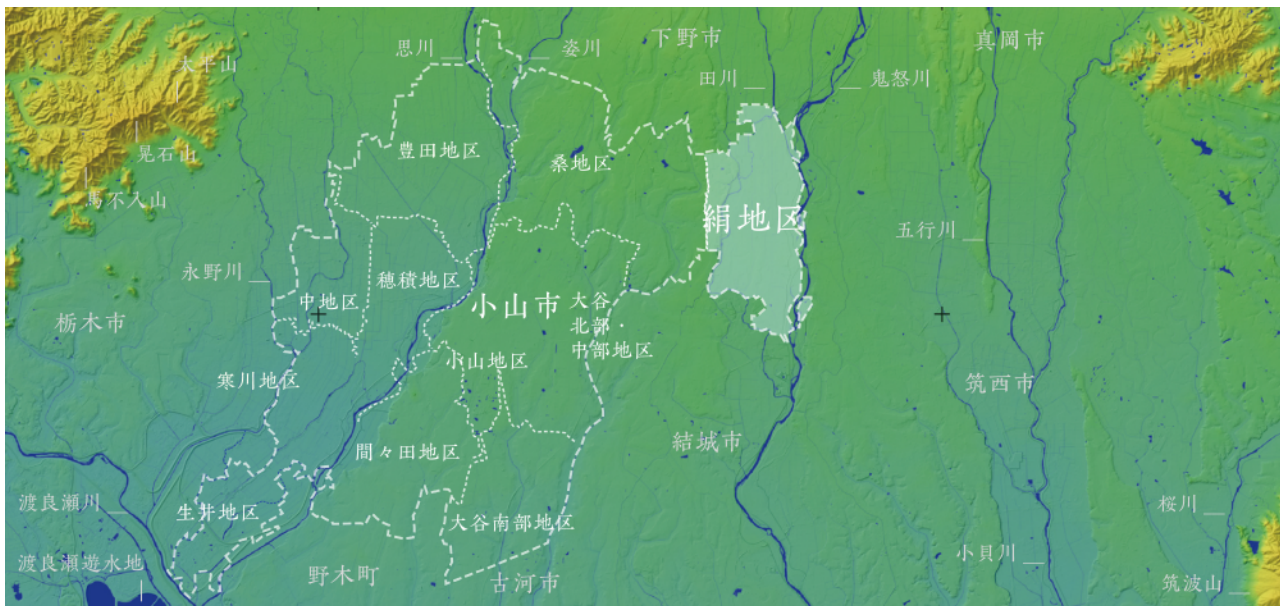 下野市
真岡市
思川
姿川
太平山
田川
鬼怒川
晃石山
豊田地区
桑地区
馬不入山
絹地区
五行川
永野川
穂積地区
中地区
小山市
大谷
北部・
中部地区
栃木市
小山地区
寒川地区
筑西市
間々田地区
結城市
渡良瀬川
生井地区
大谷南部地区
桜川
渡良瀬遊水地
野木町
古河市
小貝川
筑波山